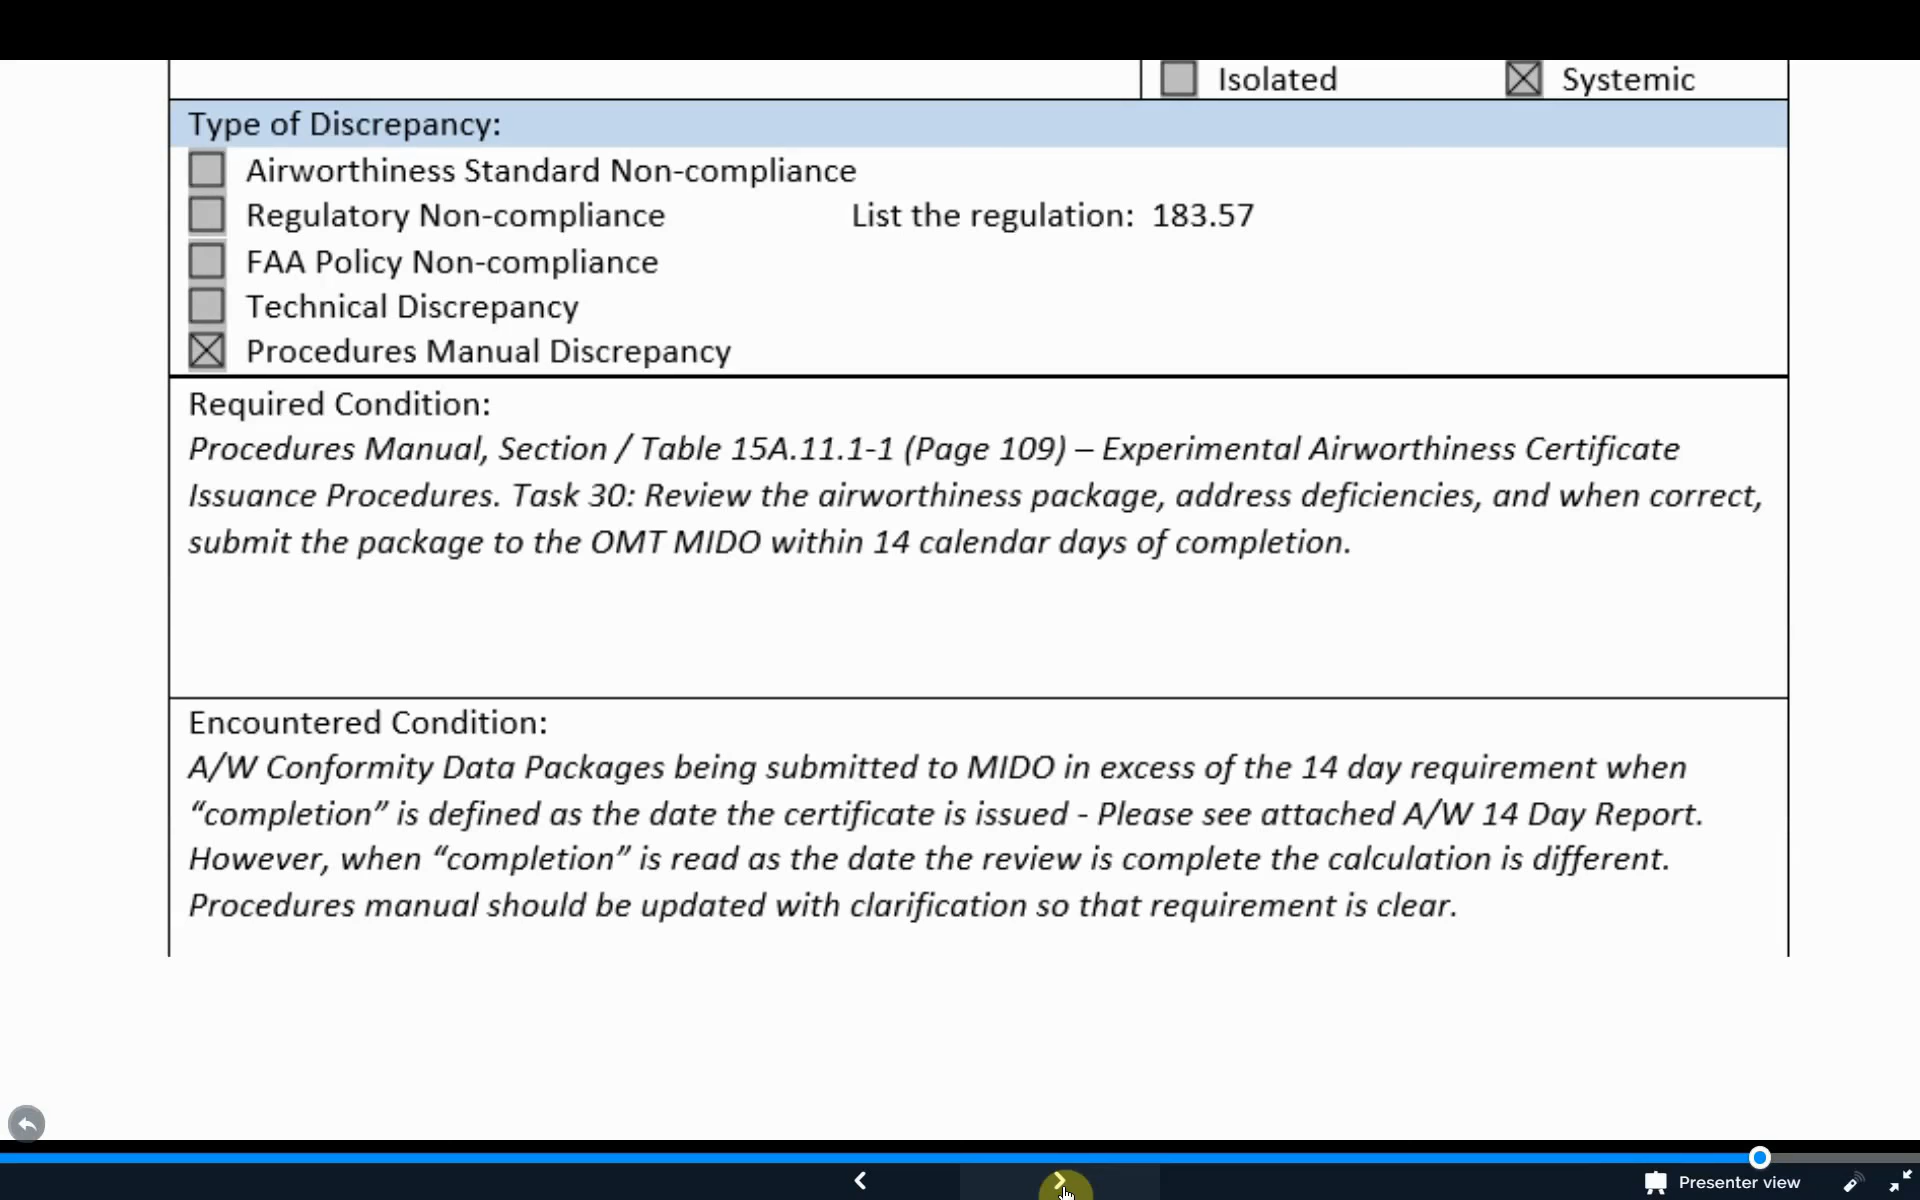 Isolated Systemic
Type of Discrepancy:
Airworthiness Standard Non-compliance
Regulatory Non-compliance List the regulation: 183.57
FAA Policy Non-compliance
Technical Discrepancy
Procedures Manual Discrepancy
Required Condition:
Procedures Manual, Section / Table 15A.11.1-1 (Page 109) – Experimental Airworthiness Certificate
Issuance Procedures. Task 30: Review the airworthiness package, address deficiencies, and when correct,
submit the package to the OMT MIDO within 14 calendar days of completion.
Encountered Condition:
A/W Conformity Data Packages being submitted to MIDO in excess of the 14 day requirement when
“completion” is defined as the date the certificate is issued - Please see attached A/W 14 Day Report.
However, when “completion” is read as the date the review is complete the calculation is different.
Procedures manual should be updated with clarification so that requirement is clear.
Presenter view